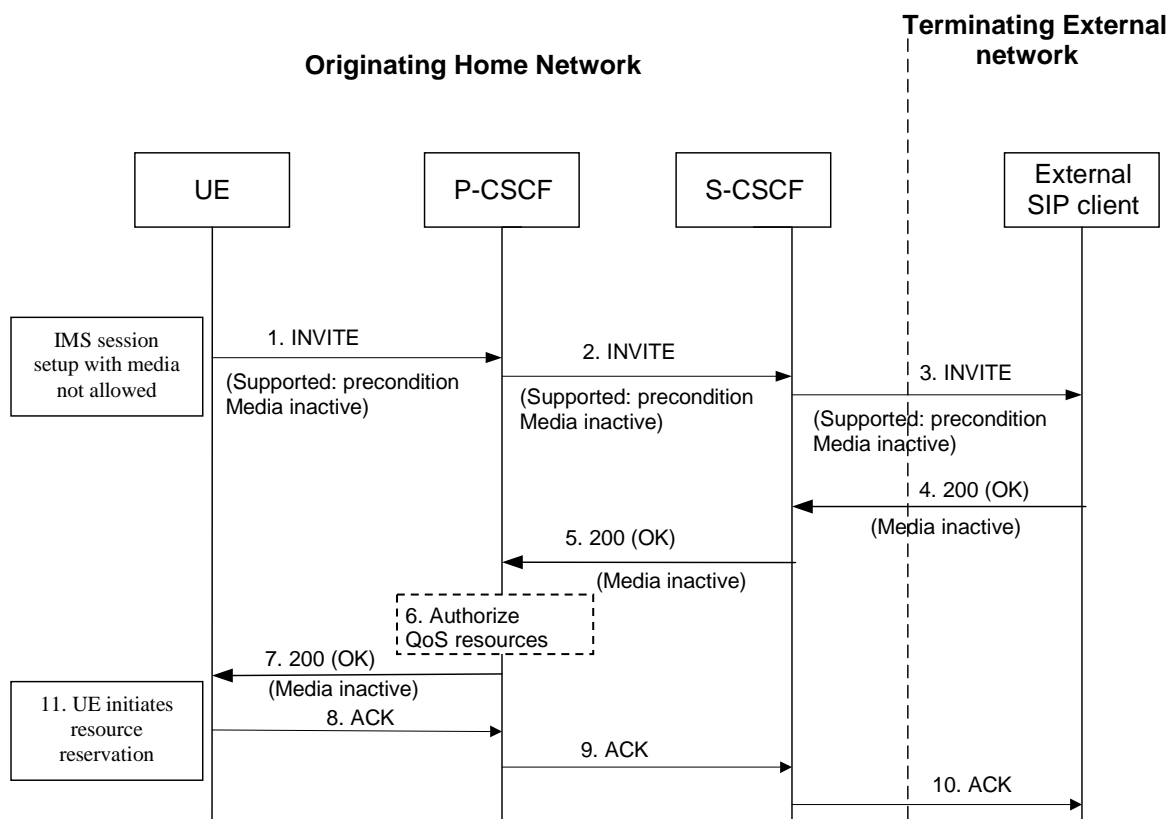 Terminating External
network
Originating Home Network
UE
P-CSCF
S-CSCF
External
SIP client
IMS session
setup with media
not allowed
1. INVITE
(Supported: precondition
Media inactive)
2. INVITE
(Supported: precondition
Media inactive)
3. INVITE
(Supported: precondition
Media inactive)
4. 200 (OK)
(Media inactive)
5. 200 (OK)
(Media inactive)
6. Authorize
QoS resources
7. 200 (OK)
(Media inactive)
11. UE initiates
resource
reservation
8. ACK
9. ACK
10. ACK